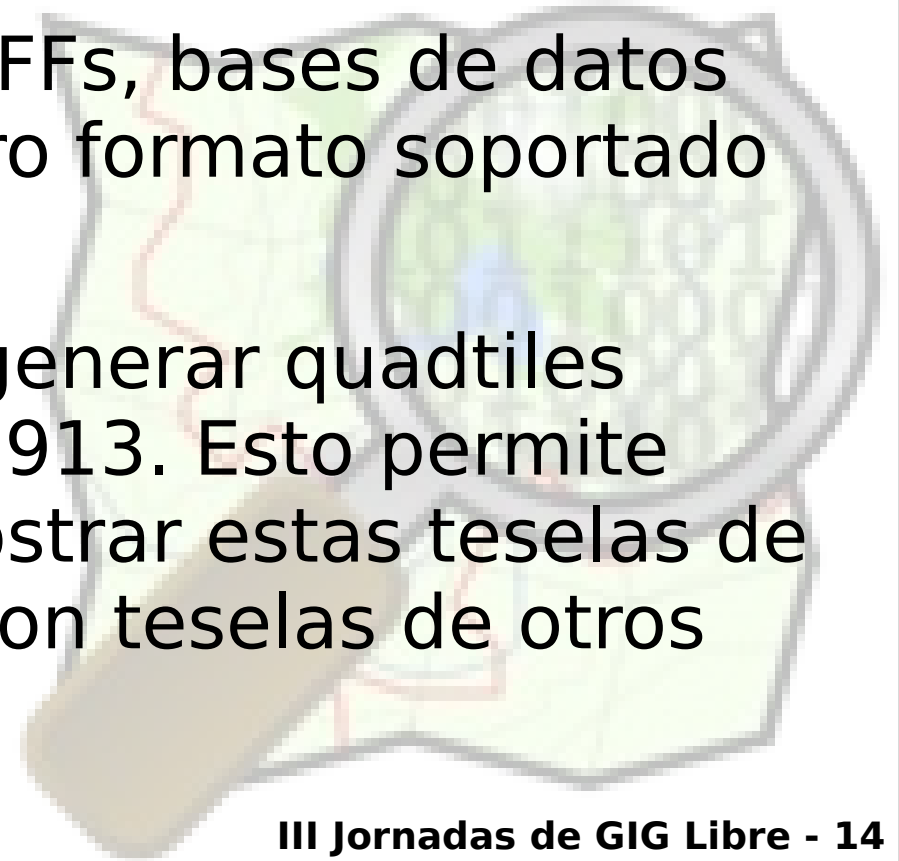 FFs, bases de datos
ro formato soportado
generar quadtiles
913. Esto permite
ostrar estas teselas de
on teselas de otros
III Jornadas de GIG Libre - 14